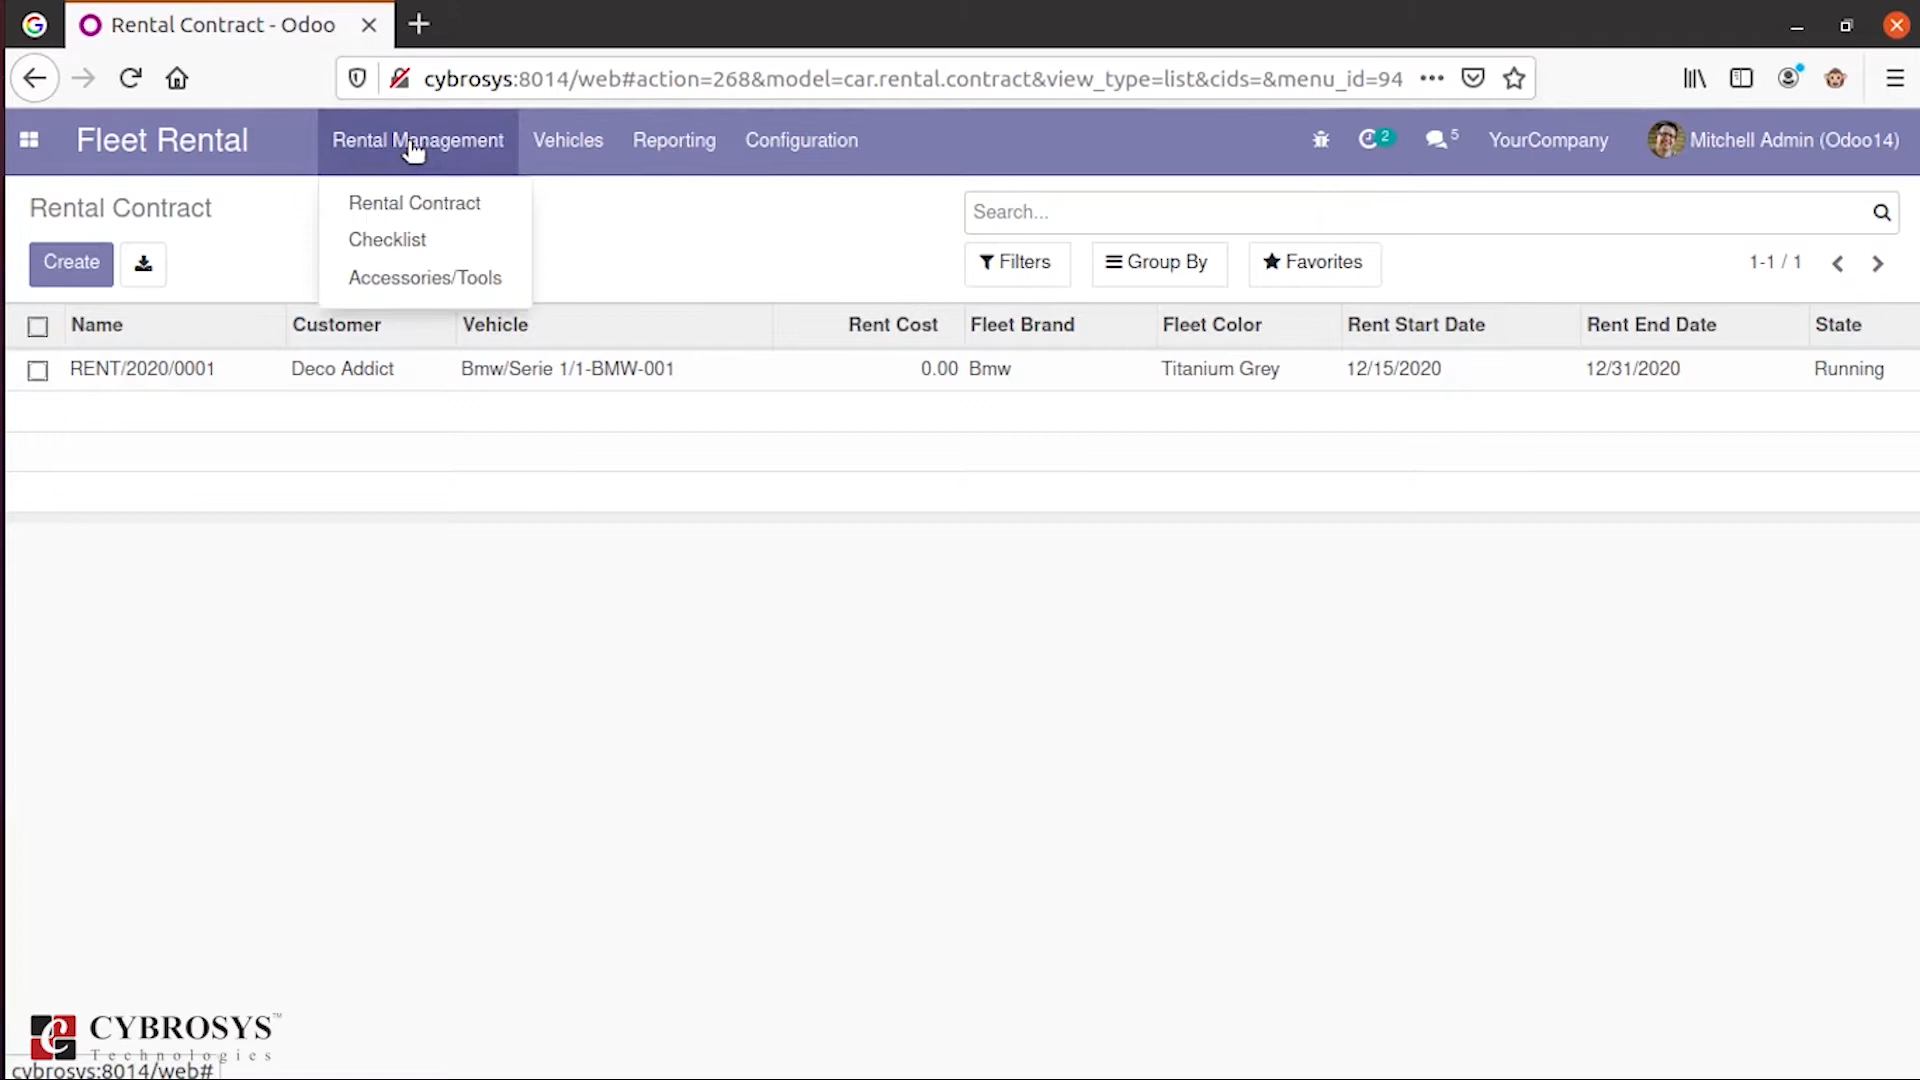 Rental Contract - Odoo
cybrosys:8014/web#action=268&model=car.rental.contract&view_type=list&cids=&menu_id=94
Fleet Rental
Rental Management
Vehicles
Reporting
Configuration
2
5
YourCompany
Mitchell Admin (Odoo14)
Rental Contract
Rental Contract
Checklist
Accessories/Tools
Search...
Create
Filters
Group By
Favorites
1-1 / 1
Name Customer Vehicle Rent Cost Fleet Brand Fleet Color Rent Start Date Rent End Date State
RENT/2020/0001 Deco Addict Bmw/Serie 1/1-BMW-001 0.00 Bmw Titanium Grey 12/15/2020 12/31/2020 Running
CYBROSYS™
Technologies
cybrosys:8014/web#